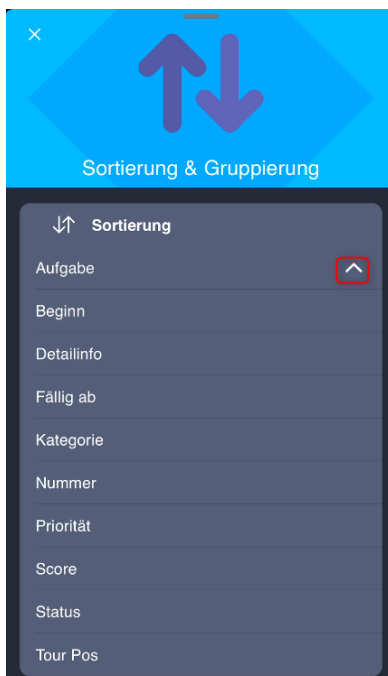 Sortierung & Gruppierung
Sortierung
Aufgabe
Beginn
Detailinfo
Fällig ab
Kategorie
Nummer
Priorität
Score
Status
Tour Pos